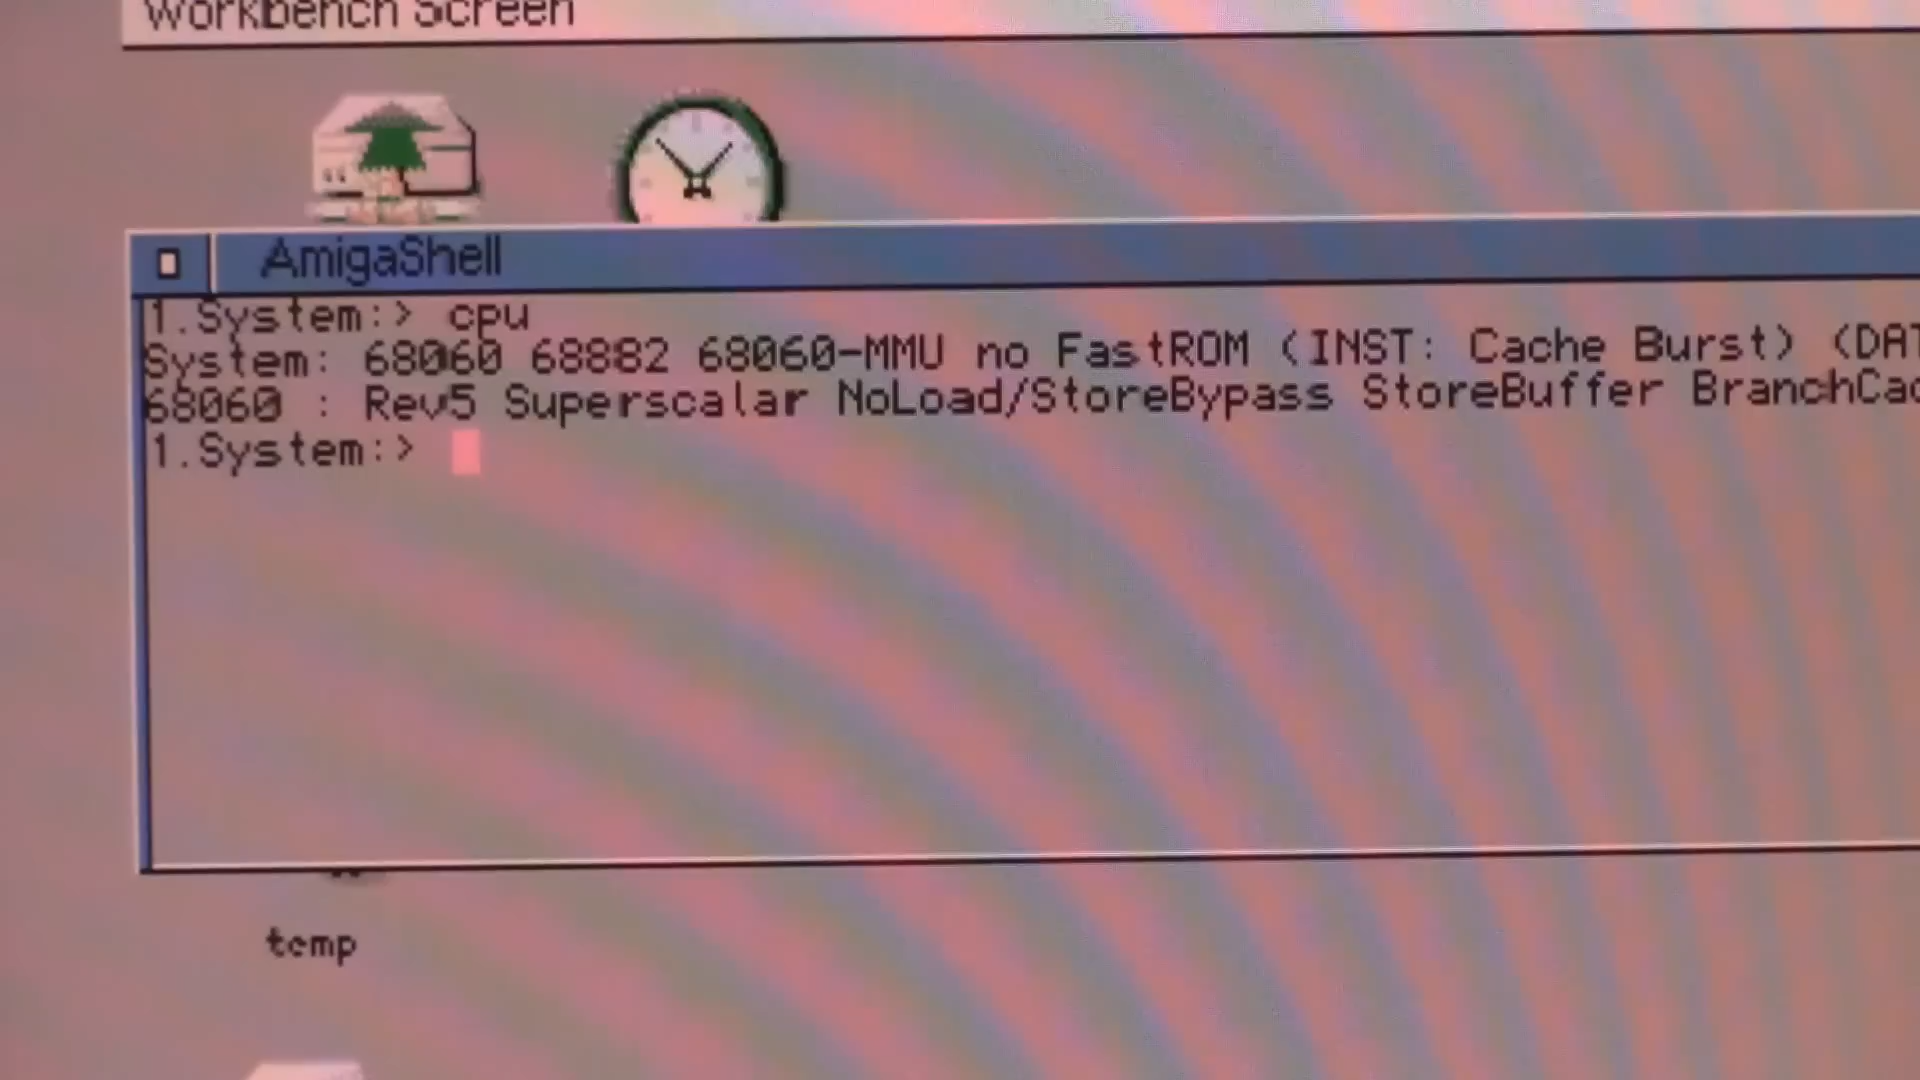 Workbench Screen
AmigaShell
1.System:> cpu
System: 68060 68882 68060-MMU no FastROM (INST: Cache Burst) (DAT
68060 : Rev5 Superscalar NoLoad/StoreBypass StoreBuffer BranchCac
1.System:>
temp